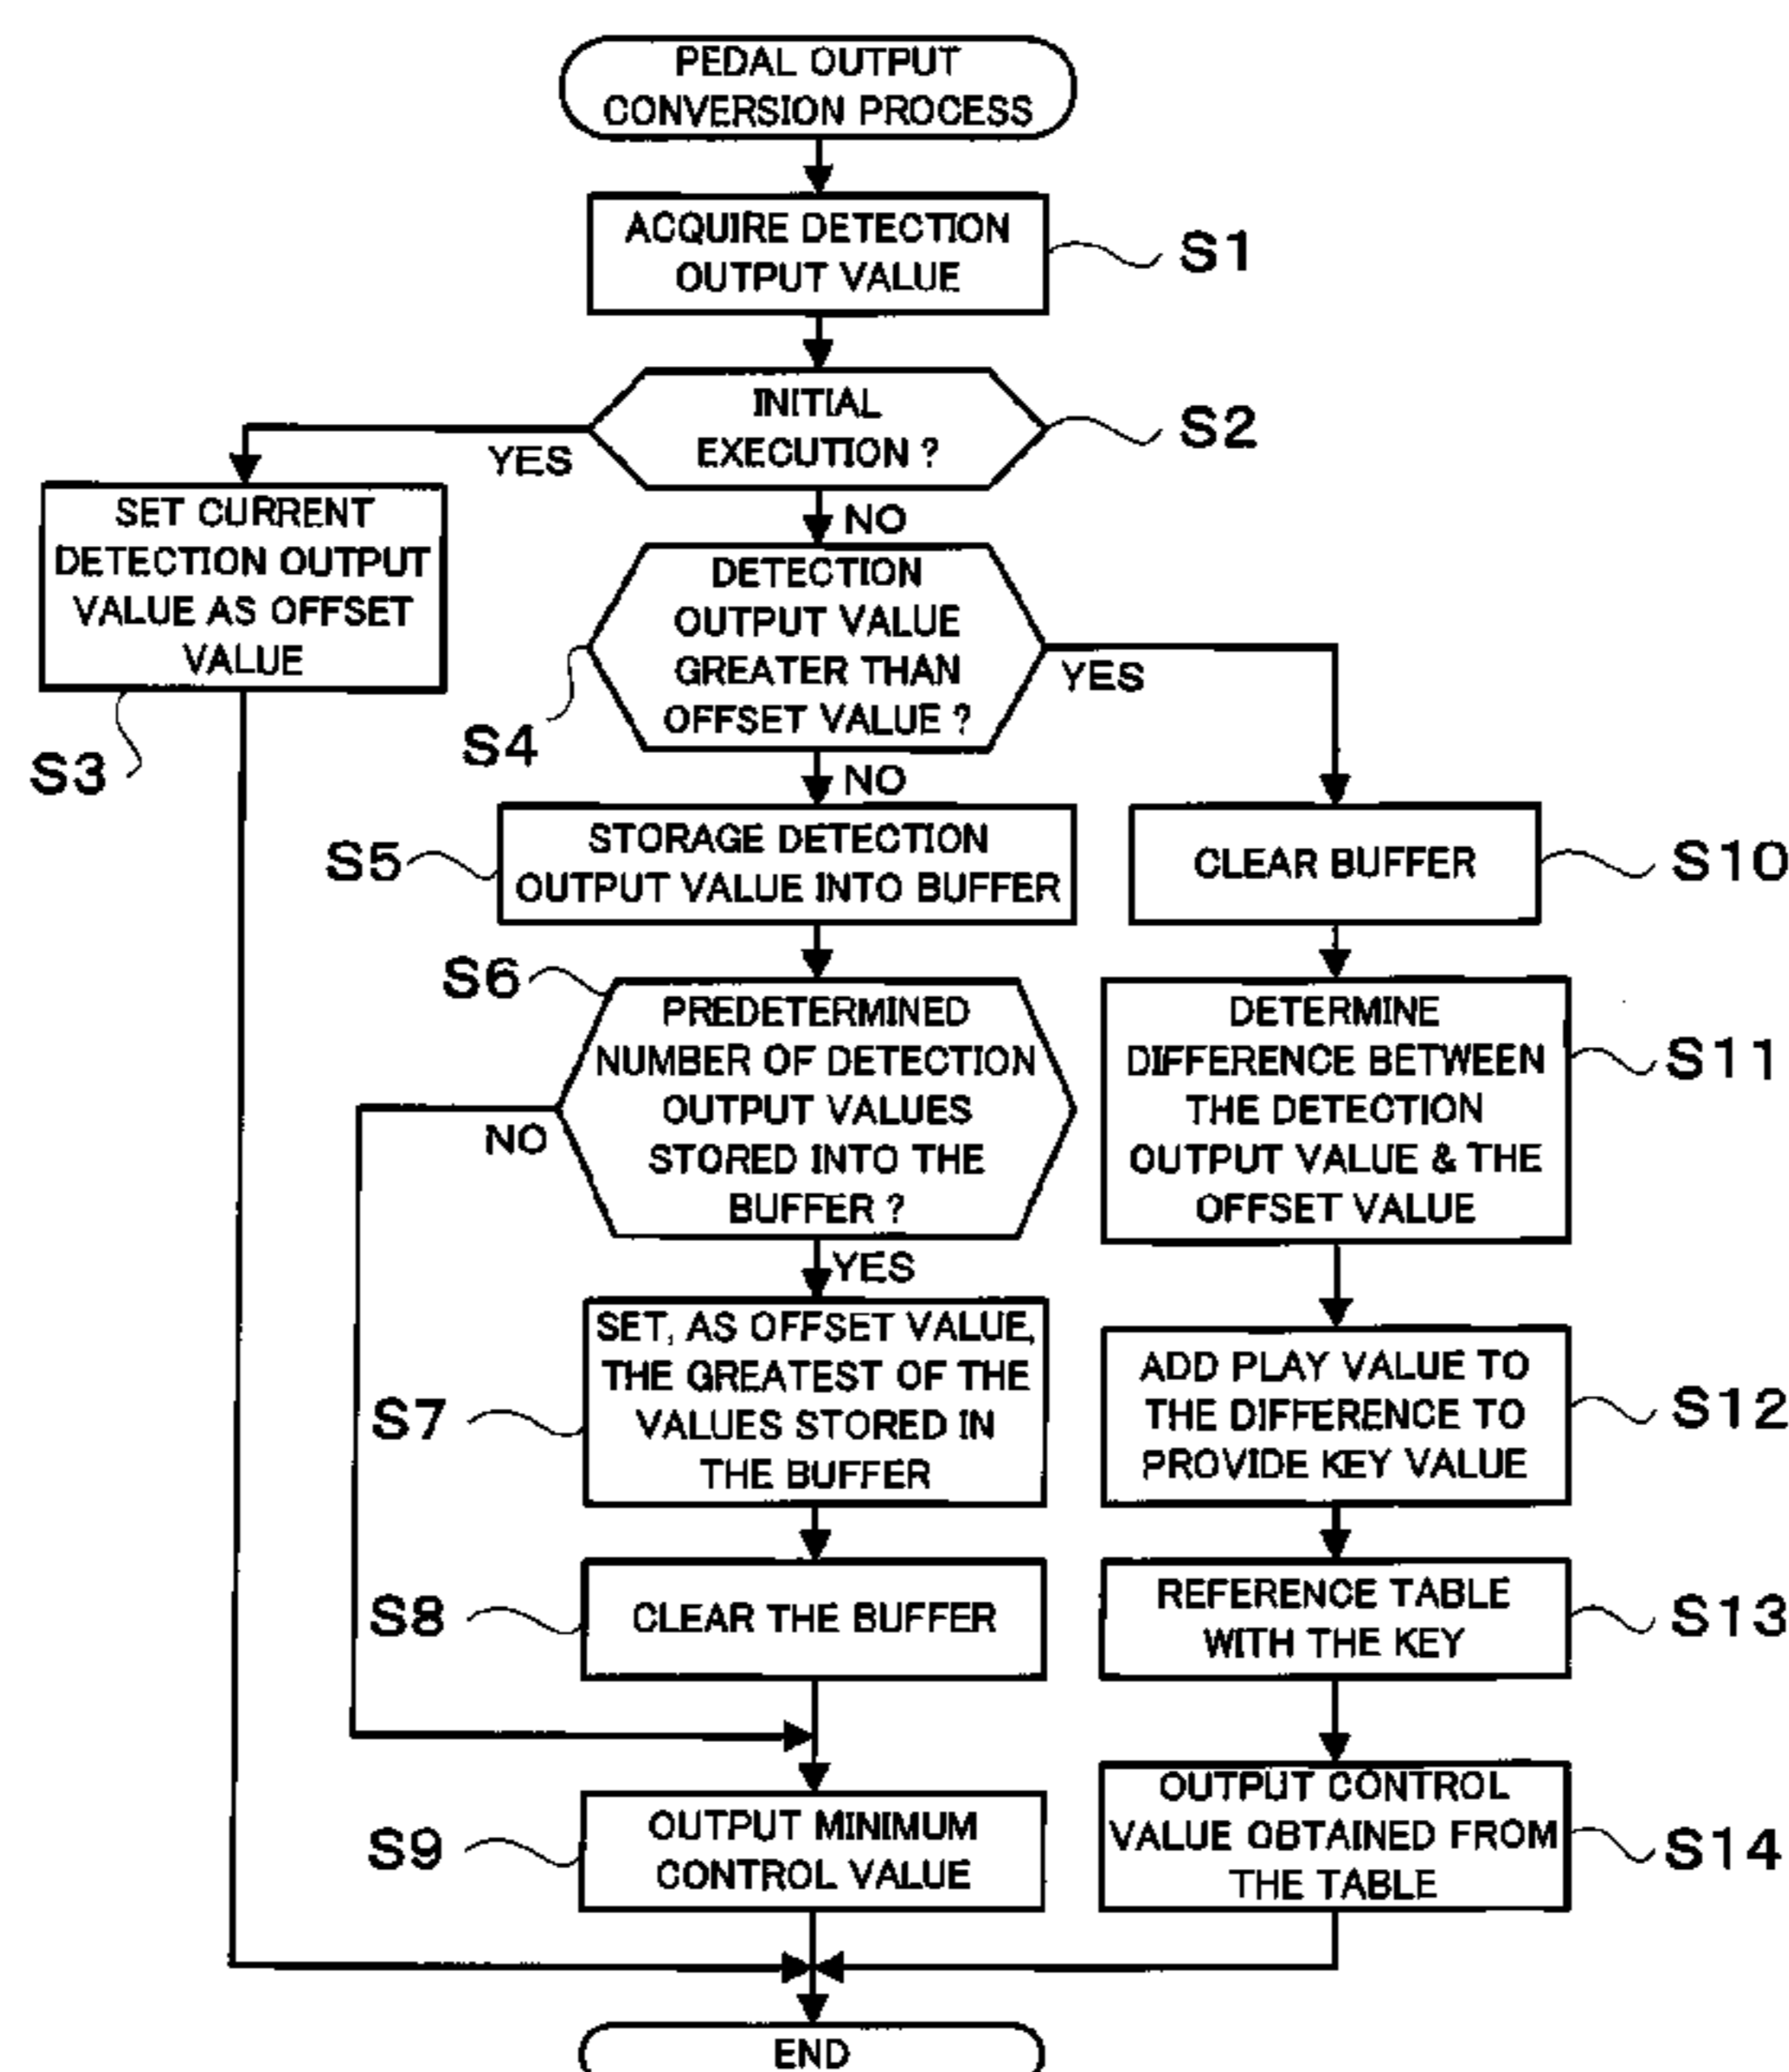 PEDAL OUTPUT
CONVERSION PROCESS
ACQUIRE DETECTION
OUTPUT VALUE
S1
INITIAL
EXECUTION ?
S2
YES
NO
SET CURRENT
DETECTION OUTPUT
VALUE AS OFFSET
VALUE
S3
DETECTION
OUTPUT VALUE
GREATER THAN
OFFSET VALUE ?
S4
YES
NO
STORAGE DETECTION
OUTPUT VALUE INTO BUFFER
S5
CLEAR BUFFER
S10
S6
PREDETERMINED
NUMBER OF DETECTION
OUTPUT VALUES
STORED INTO THE
BUFFER ?
NO
YES
DETERMINE
DIFFERENCE BETWEEN
THE DETECTION
OUTPUT VALUE & THE
OFFSET VALUE
S11
SET, AS OFFSET VALUE,
THE GREATEST OF THE
VALUES STORED IN
THE BUFFER
S7
ADD PLAY VALUE TO
THE DIFFERENCE TO
PROVIDE KEY VALUE
S12
CLEAR THE BUFFER
S8
REFERENCE TABLE
WITH THE KEY
S13
OUTPUT MINIMUM
CONTROL VALUE
S9
OUTPUT CONTROL
VALUE OBTAINED FROM
THE TABLE
S14
END